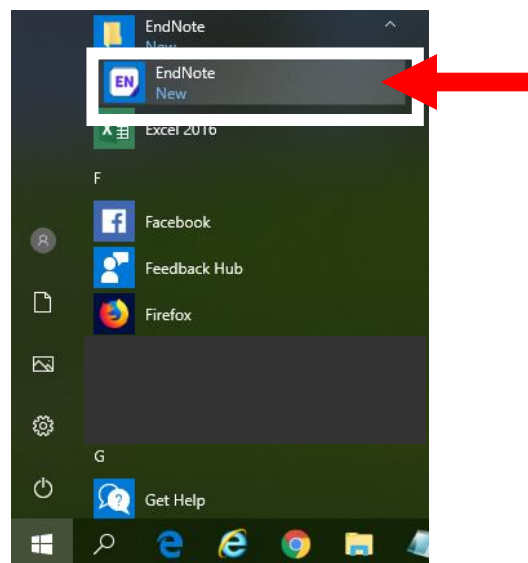 EndNote
New
EN
EndNote
New
Excel 2016
F
Facebook
Feedback Hub
Firefox
G
Get Help